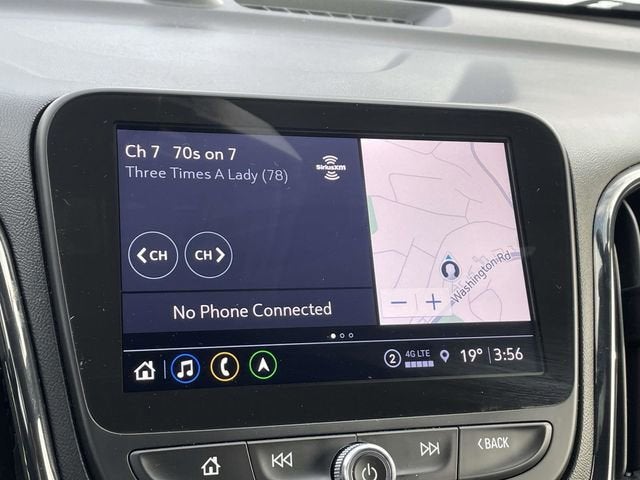 Ch 7 70s on 7
Three Times A Lady (78)
SiriusXM
CH
CH
No Phone Connected
Washington Rd
2 4G LTE 19° 3:56
BACK